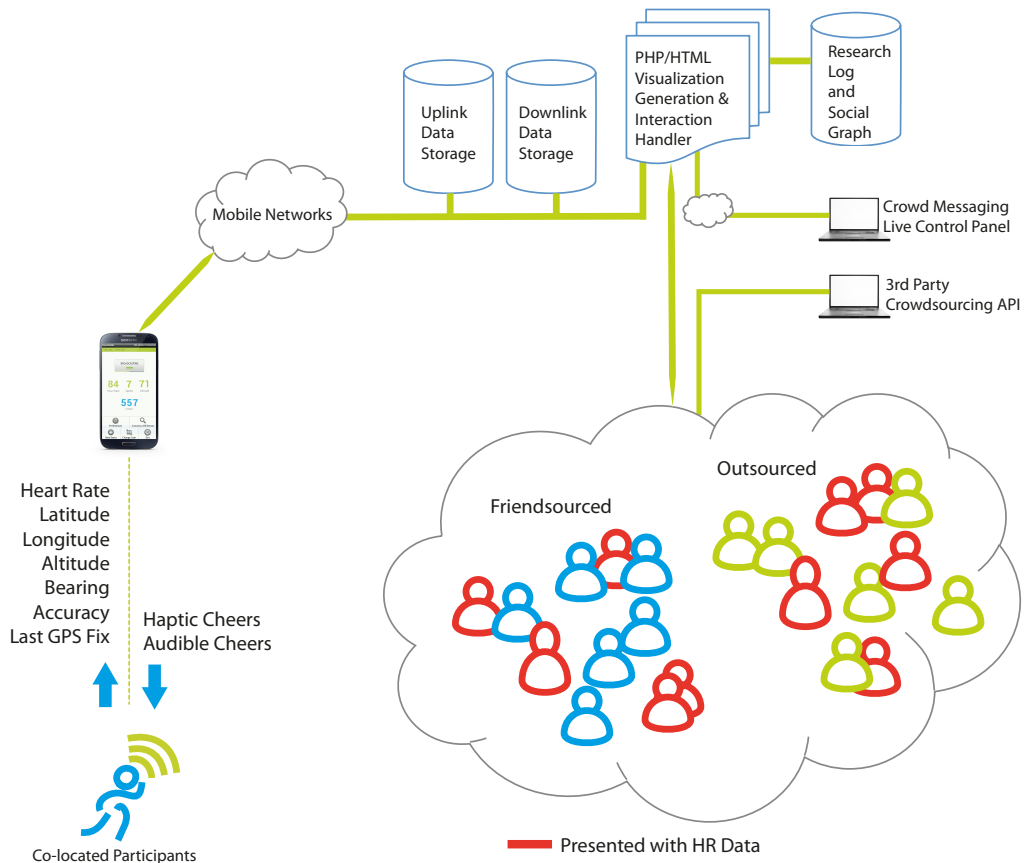 PHP/HTML
Visualization
Generation &
Interaction
Handler
Research
Log
and
Social
Graph
Uplink
Data
Storage
Downlink
Data
Storage
Mobile Networks
Crowd Messaging
Live Control Panel
3rd Party
Crowdsourcing API
84 7 71
557
Heart Rate
Latitude
Longitude
Altitude
Bearing
Accuracy
Last GPS Fix
Haptic Cheers
Audible Cheers
Co-located Participants
Friendsourced
Outsourced
Presented with HR Data